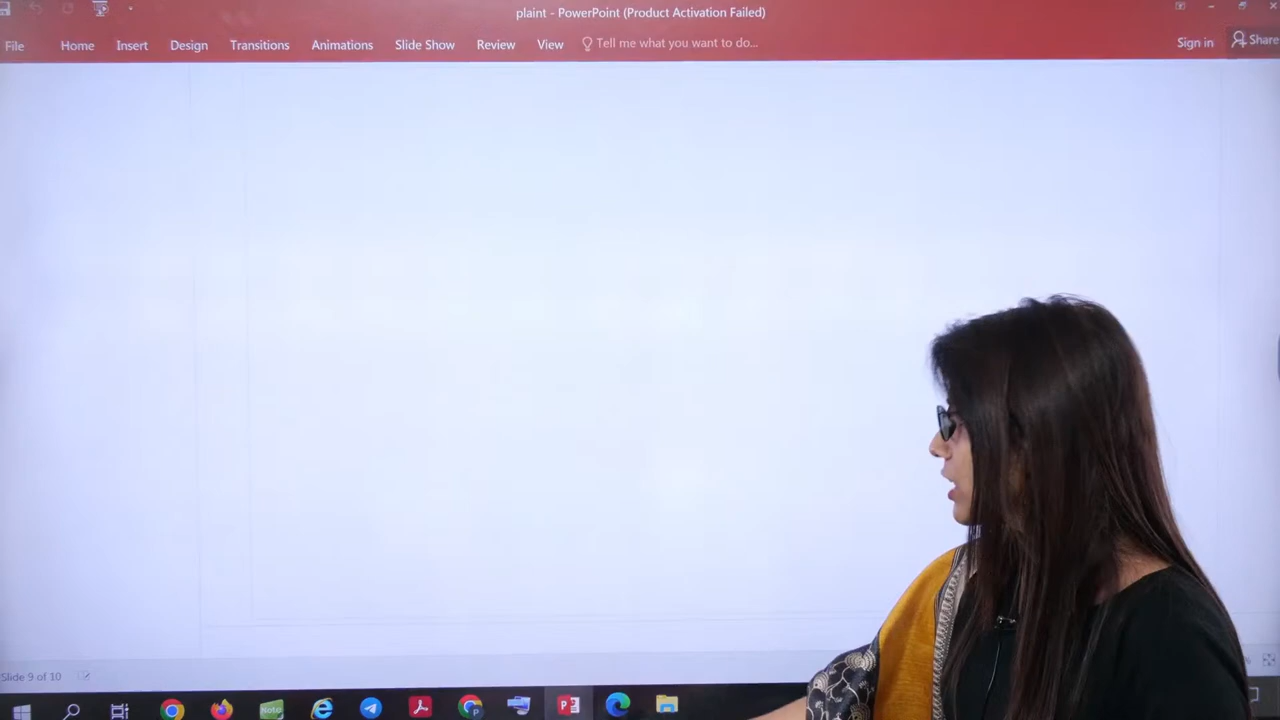 plaint - PowerPoint (Product Activation Failed)
File Home Insert Design Transitions Animations Slide Show Review View Tell me what you want to do... Sign in Share
Slide 9 of 10
Note